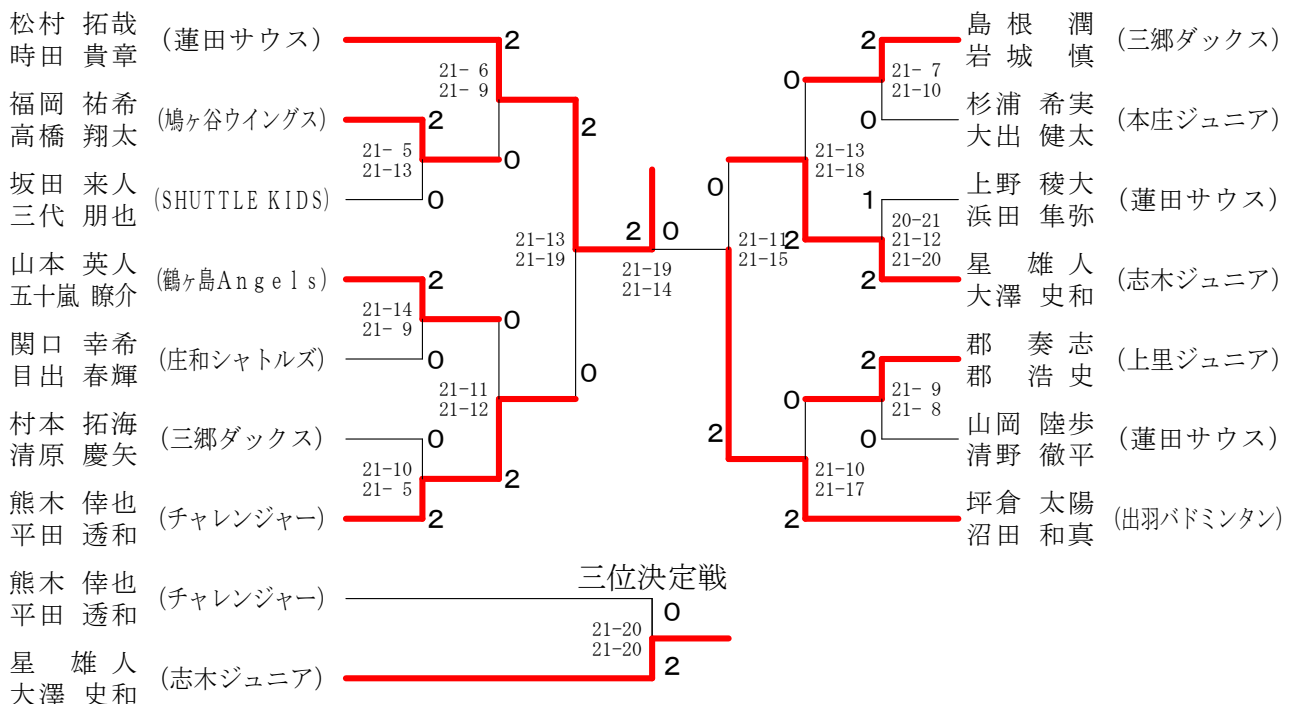 松村 拓哉
時田 貴章
(蓮田サウス)
2
21- 6
21- 9
福岡 祐希
高橋 翔太
(鳩ヶ谷ウイングス)
2
21- 5
21-13
0
坂田 来人
三代 朋也
(SHUTTLE KIDS)
0
2
21-13
21-19
山本 英人
五十嵐 瞭介
(鶴ヶ島Angels)
2
21-14
21- 9
0
関口 幸希
目出 春輝
(庄和シャトルズ)
0
21-11
21-12
0
村本 拓海
清原 慶矢
(三郷ダックス)
0
21-10
21- 5
2
熊木 倖也
平田 透和
(チャレンジャー)
2
2 0
21-19
21-14
島根 潤
岩城 慎
(三郷ダックス)
2
0
21- 7
21-10
杉浦 希実
大出 健太
(本庄ジュニア)
0
21-13
21-18
0
上野 稜大
浜田 隼弥
(蓮田サウス)
1
20-21
21-12
21-20
2
21-11
21-15
星 雄人
大澤 史和
(志木ジュニア)
2
郡 奏志
郡 浩史
(上里ジュニア)
2
0
21- 9
21- 8
山岡 陸歩
清野 徹平
(蓮田サウス)
0
2
21-10
21-17
坪倉 太陽
沼田 和真
(出羽バドミンタン)
2
三位決定戦
熊木 倖也
平田 透和
(チャレンジャー)
0
21-20
21-20
星 雄人
大澤 史和
(志木ジュニア)
2